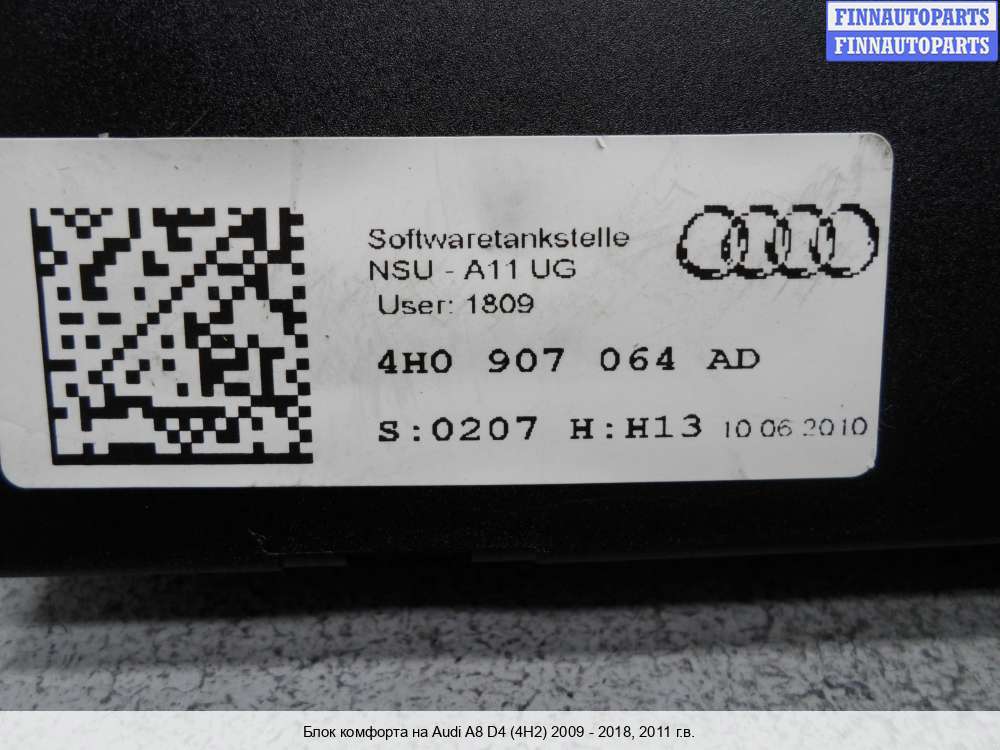 FINNAUTOPARTS
FINNAUTOPARTS
Softwaretankstelle
NSU - A11 UG
User: 1809
4H0 907 064 AD
S:0207 H:H13 10 06 2010
Блок комфорта на Audi A8 D4 (4H2) 2009 - 2018, 2011 г.в.